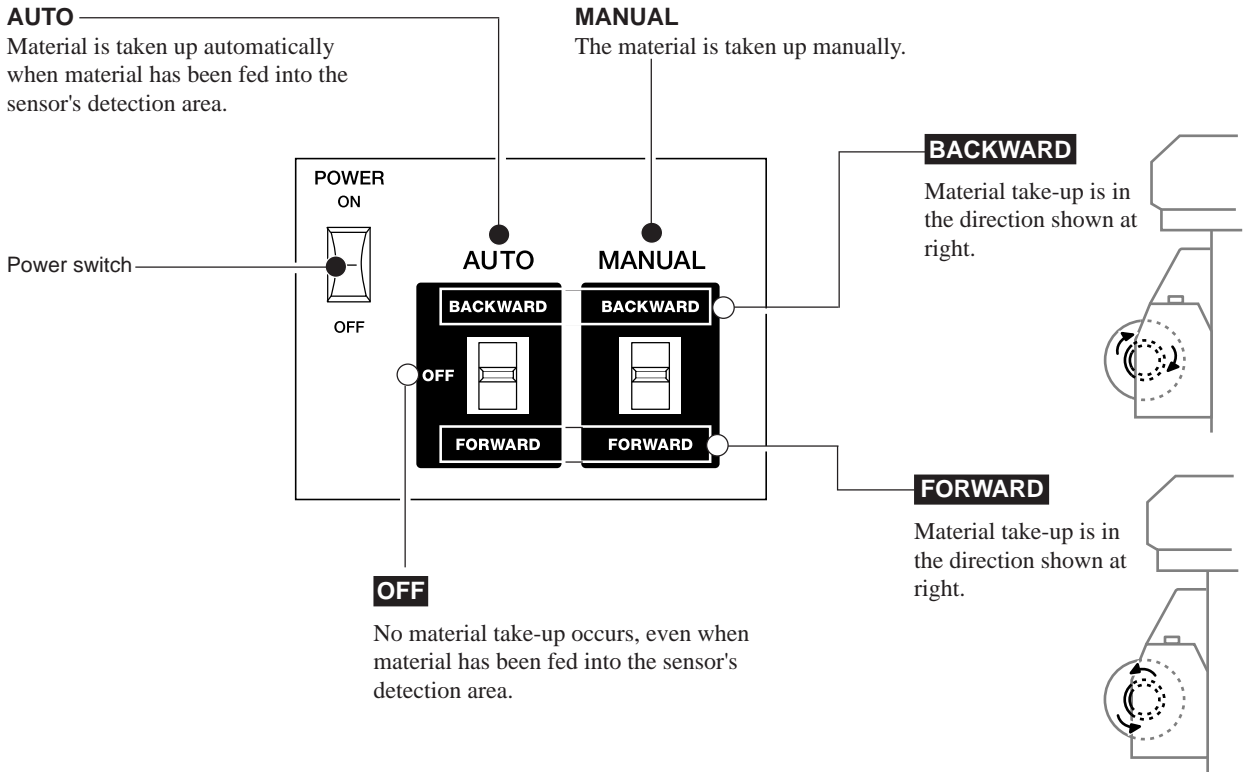 AUTO
Material is taken up automatically
when material has been fed into the
sensor's detection area.
MANUAL
The material is taken up manually.
BACKWARD
Material take-up is in
the direction shown at
right.
POWER
ON
Power switch
OFF
AUTO
MANUAL
BACKWARD
BACKWARD
OFF
FORWARD
FORWARD
FORWARD
Material take-up is in
the direction shown at
right.
OFF
No material take-up occurs, even when
material has been fed into the sensor's
detection area.